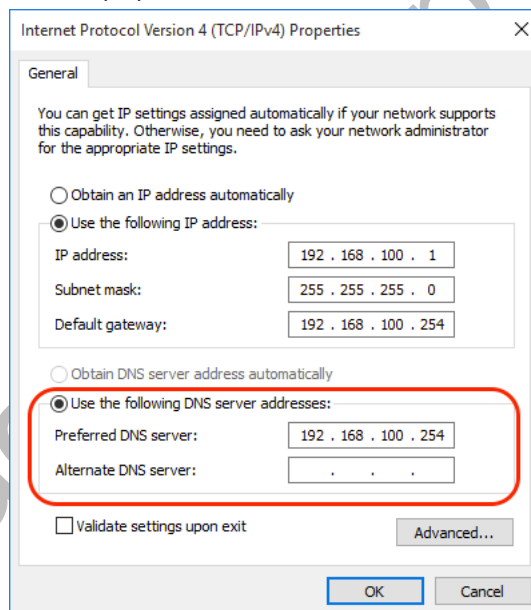 Internet Protocol Version 4 (TCP/IPv4) Properties
General
You can get IP settings assigned automatically if your network supports
this capability. Otherwise, you need to ask your network administrator
for the appropriate IP settings.
Obtain an IP address automatically
Use the following IP address:
IP address: 192 . 168 . 100 . 1
Subnet mask: 255 . 255 . 255 . 0
Default gateway: 192 . 168 . 100 . 254
Obtain DNS server address automatically
Use the following DNS server addresses:
Preferred DNS server: 192 . 168 . 100 . 254
Alternate DNS server: . . .
Validate settings upon exit
Advanced...
OK Cancel